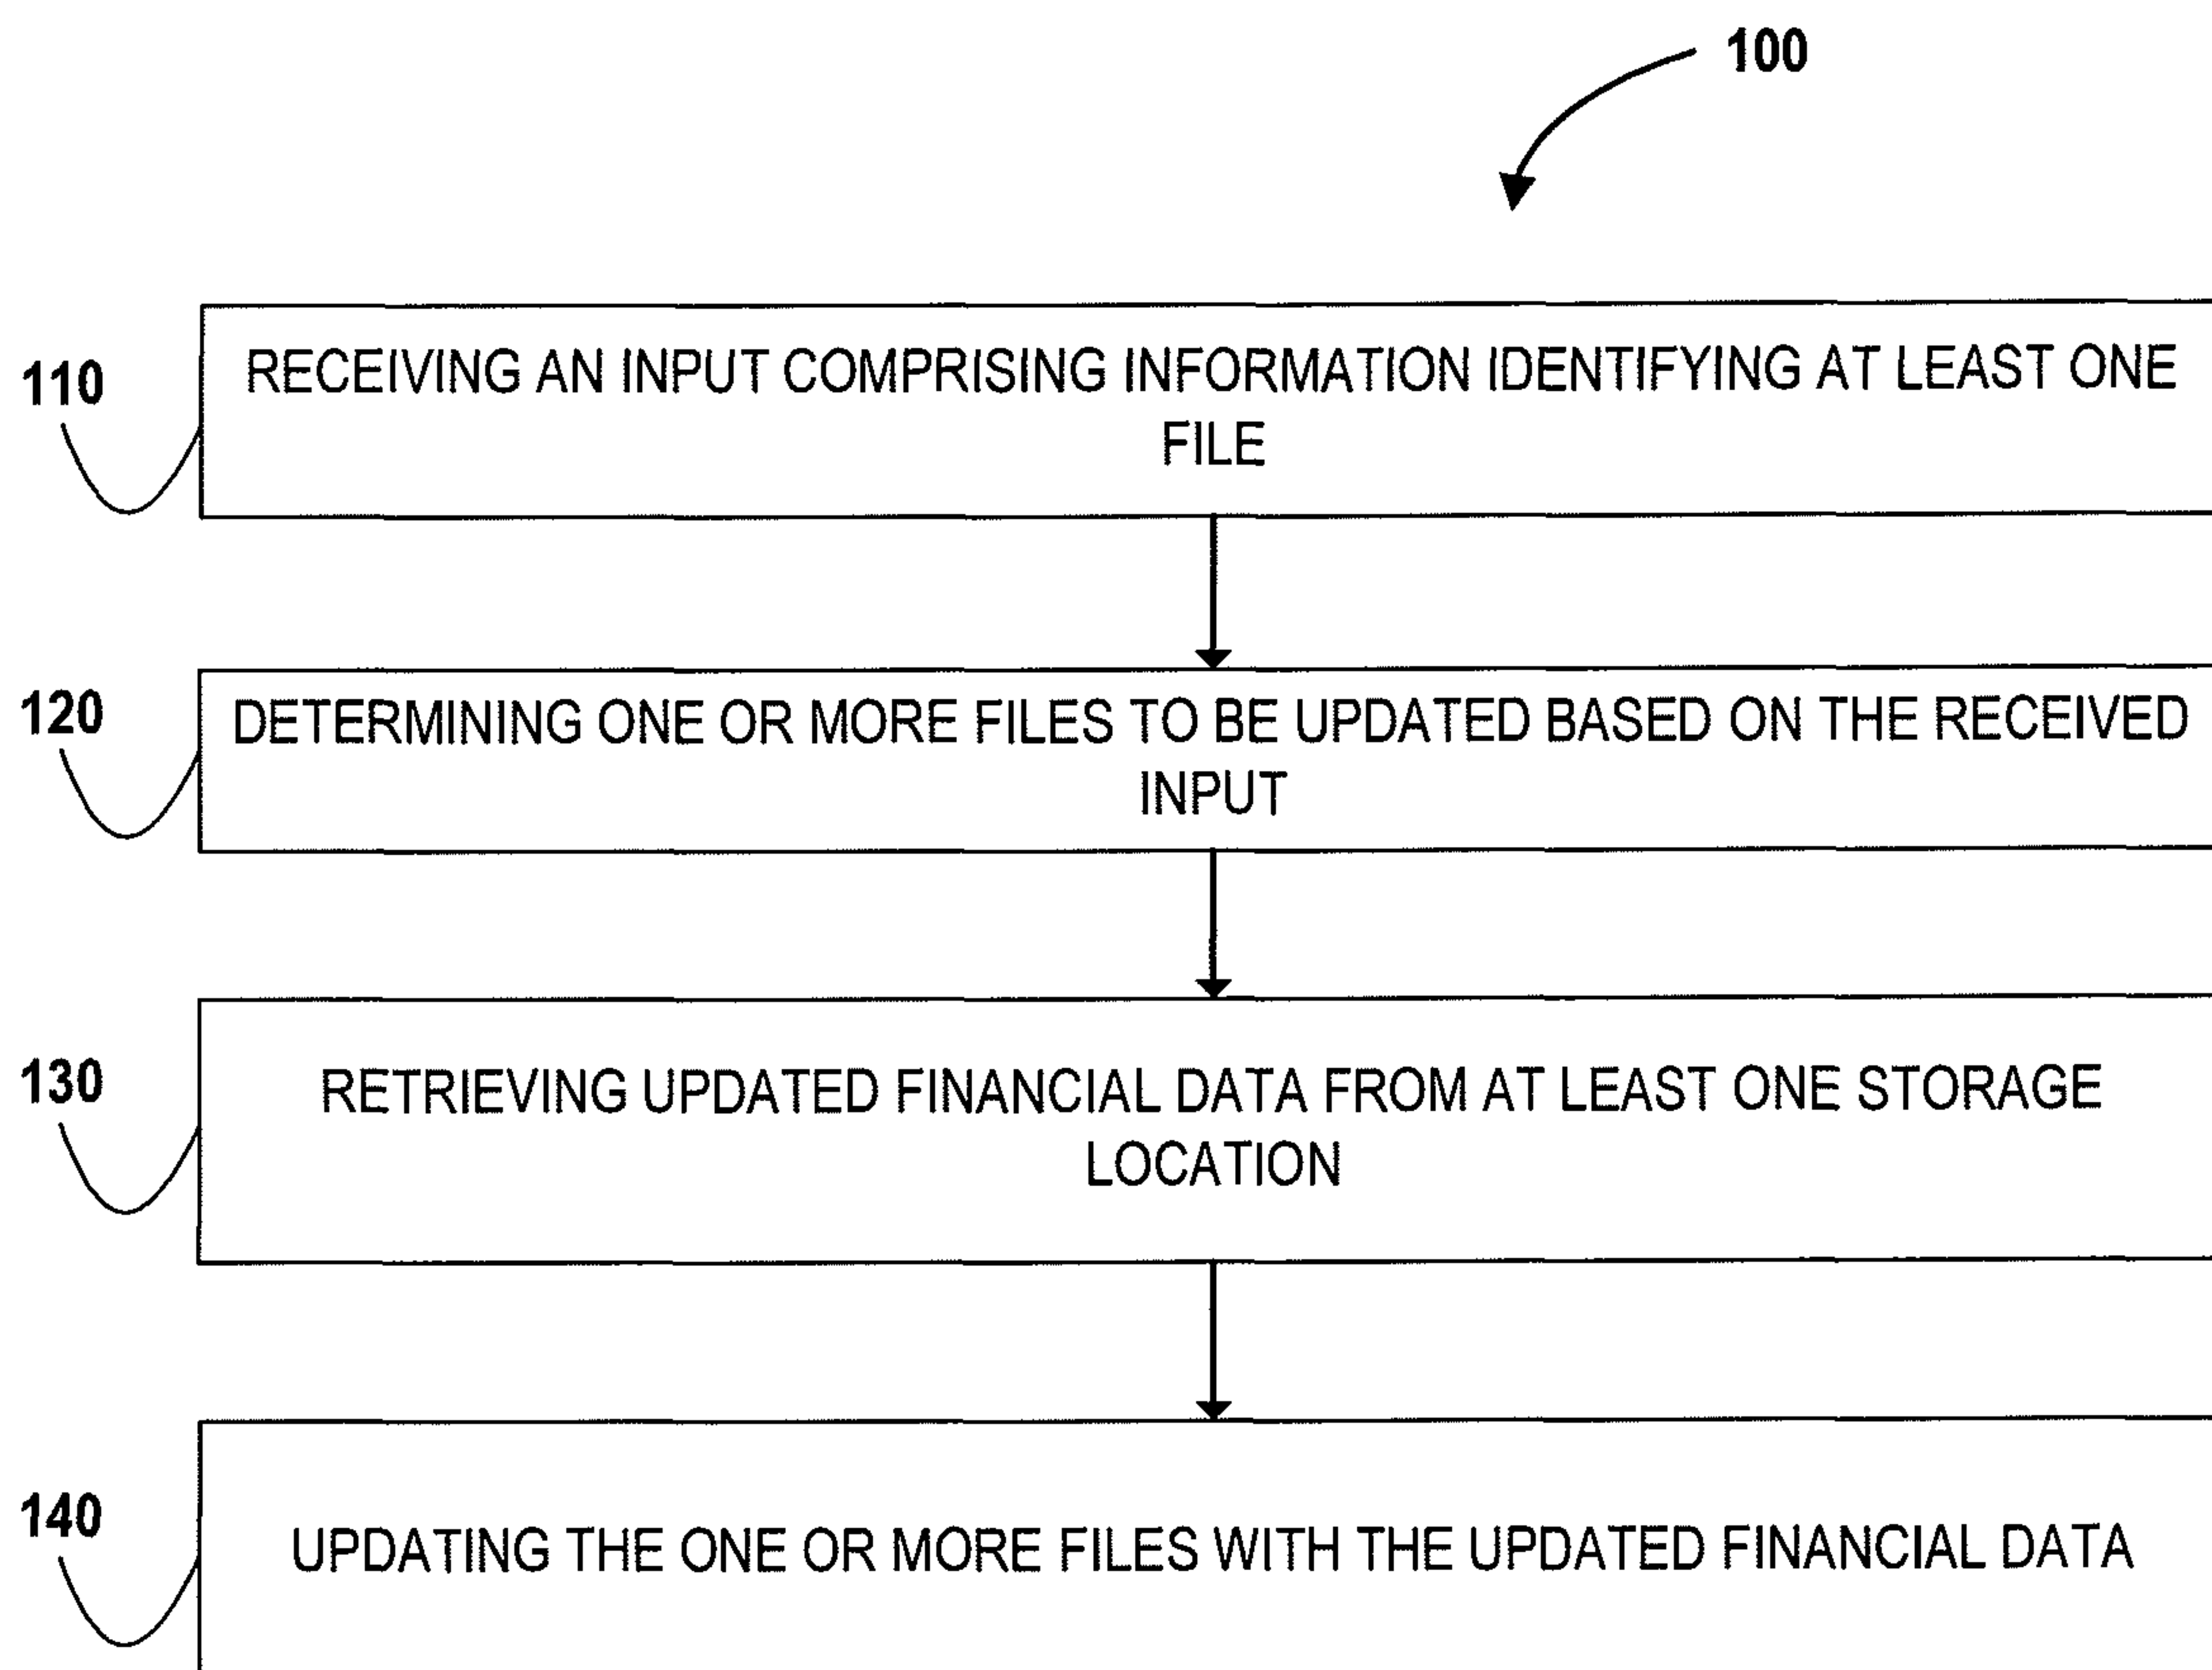 100
110
RECEIVING AN INPUT COMPRISING INFORMATION IDENTIFYING AT LEAST ONE
FILE
120
DETERMINING ONE OR MORE FILES TO BE UPDATED BASED ON THE RECEIVED
INPUT
130
RETRIEVING UPDATED FINANCIAL DATA FROM AT LEAST ONE STORAGE
LOCATION
140
UPDATING THE ONE OR MORE FILES WITH THE UPDATED FINANCIAL DATA